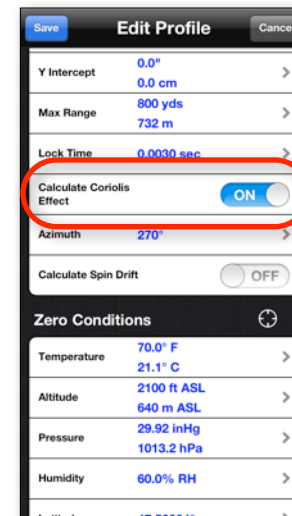 Save Edit Profile Cance
Y Intercept 0.0"
0.0 cm
Max Range 800 yds
732 m
Lock Time 0.0030 sec
Calculate Coriolis
Effect ON
Azimuth 270°
Calculate Spin Drift OFF
Zero Conditions
Temperature 70.0° F
21.1° C
Altitude 2100 ft ASL
640 m ASL
Pressure 29.92 inHg
1013.2 hPa
Humidity 60.0% RH